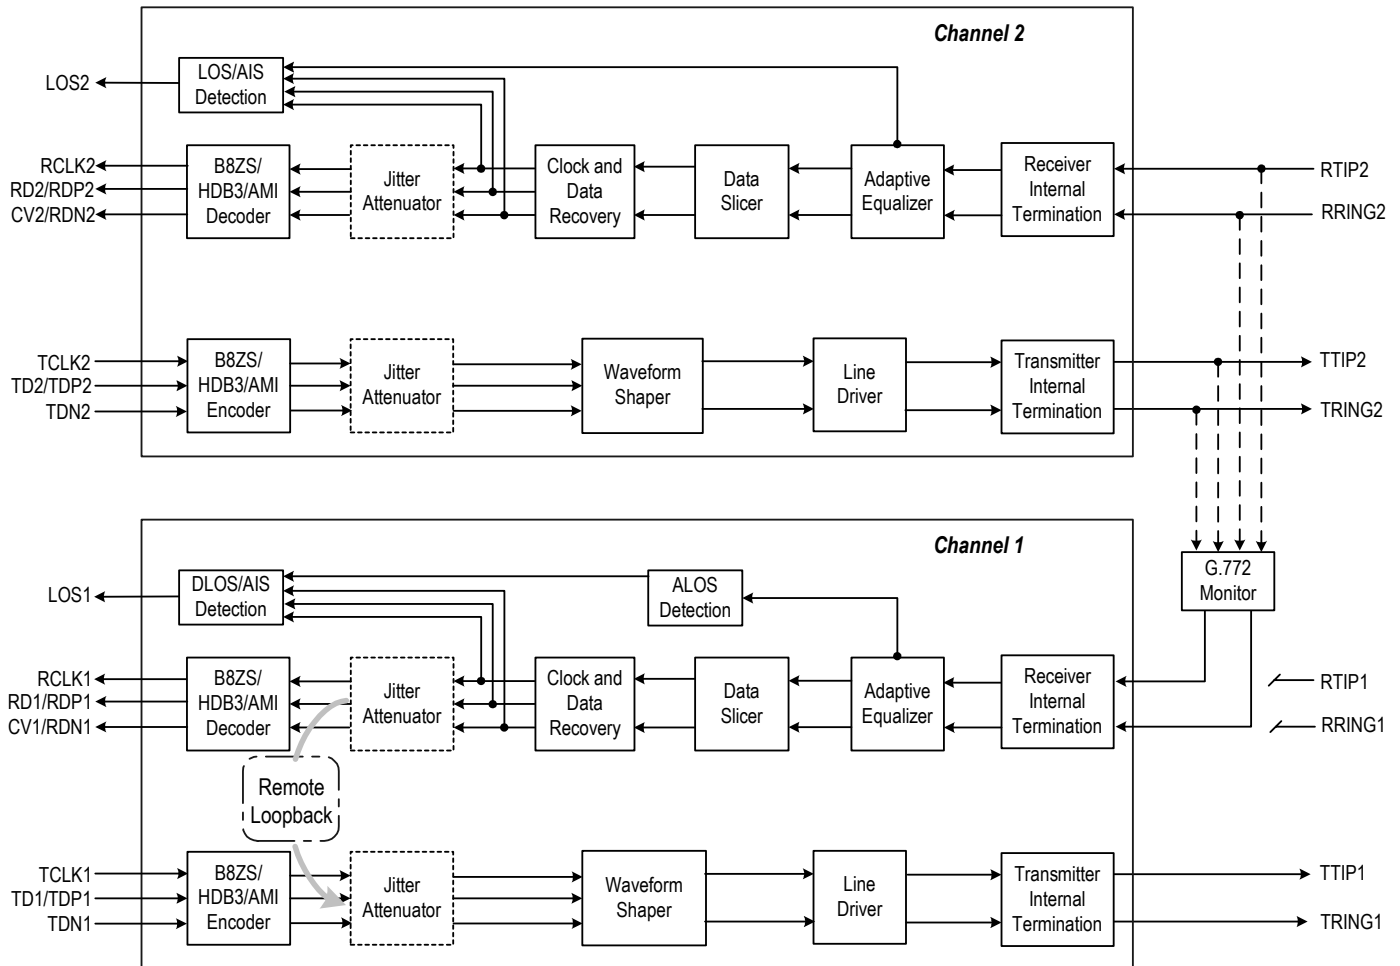 Channel 2
LOS2
LOS/AIS
Detection
RCLK2
RD2/RDP2
CV2/RDN2
B8ZS/
HDB3/AMI
Decoder
Jitter
Attenuator
Clock and
Data
Recovery
Data
Slicer
Adaptive
Equalizer
Receiver
Internal
Termination
RTIP2
RRING2
TCLK2
TD2/TDP2
TDN2
B8ZS/
HDB3/AMI
Encoder
Jitter
Attenuator
Waveform
Shaper
Line
Driver
Transmitter
Internal
Termination
TTIP2
TRING2
Channel 1
G.772
Monitor
LOS1
DLOS/AIS
Detection
ALOS
Detection
RCLK1
RD1/RDP1
CV1/RDN1
B8ZS/
HDB3/AMI
Decoder
Jitter
Attenuator
Clock and
Data
Recovery
Data
Slicer
Adaptive
Equalizer
Receiver
Internal
Termination
RTIP1
RRING1
Remote
Loopback
TCLK1
TD1/TDP1
TDN1
B8ZS/
HDB3/AMI
Encoder
Jitter
Attenuator
Waveform
Shaper
Line
Driver
Transmitter
Internal
Termination
TTIP1
TRING1